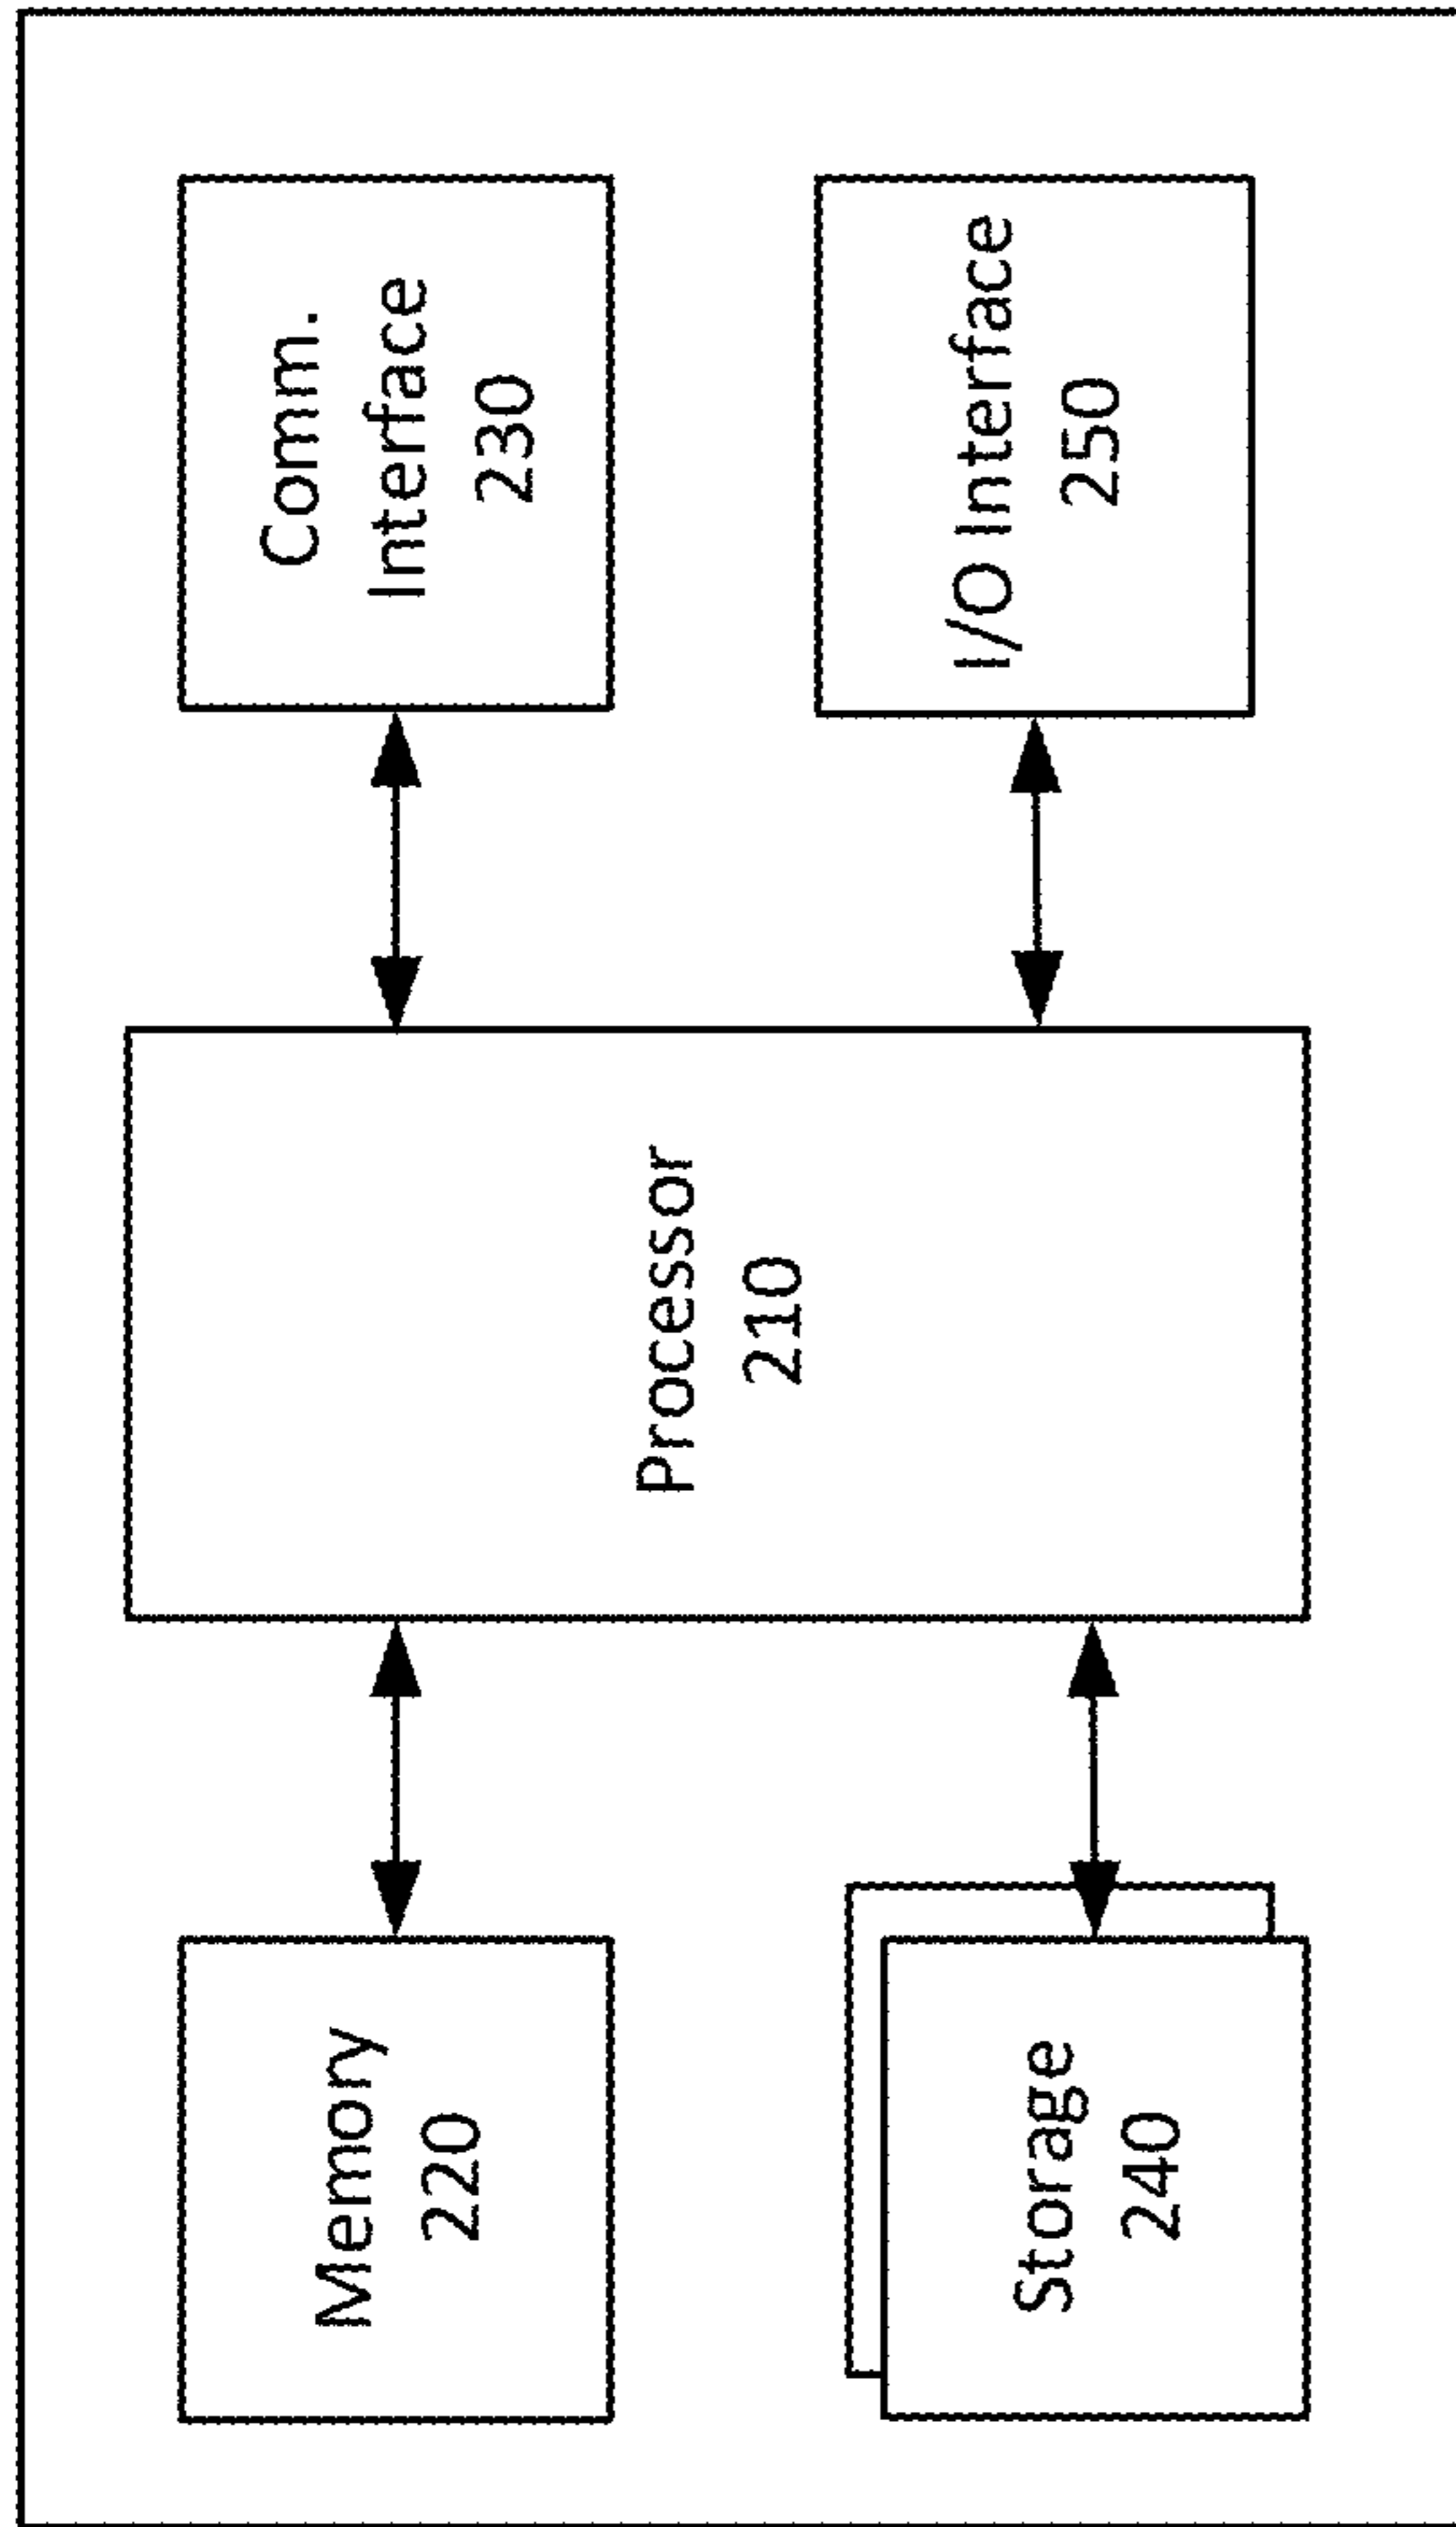 Memory
220
Processor
210
Comm.
Interface
230
Storage
240
I/O Interface
250